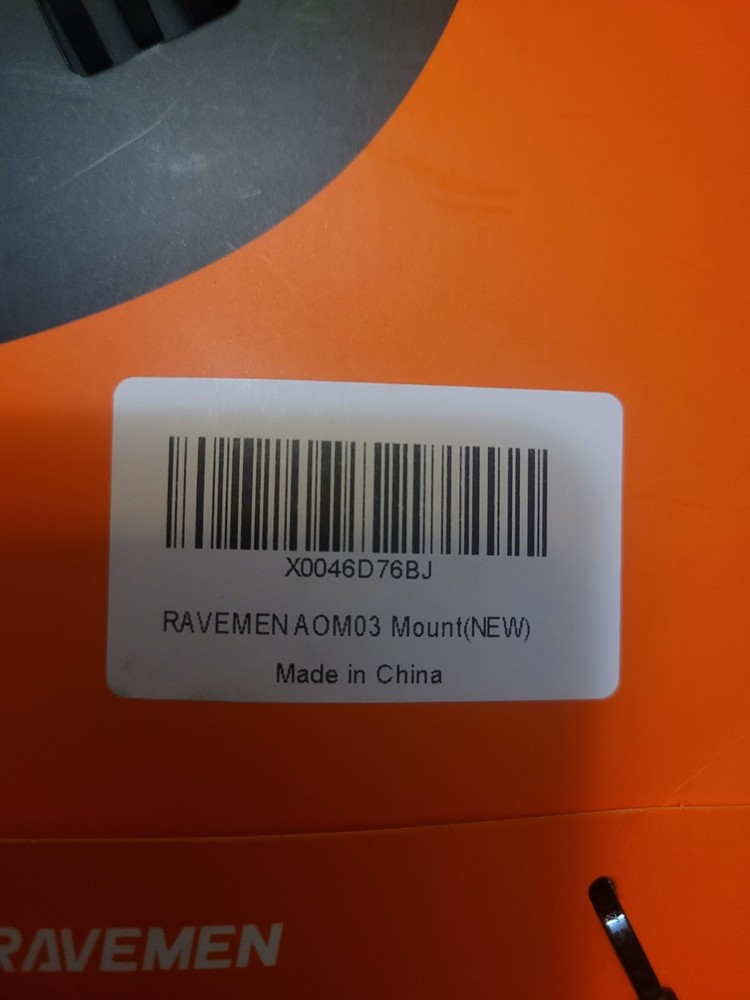 X0046D76BJ
RAVEMEN AOM03 Mount(NEW)
Made in China
RAVEMEN